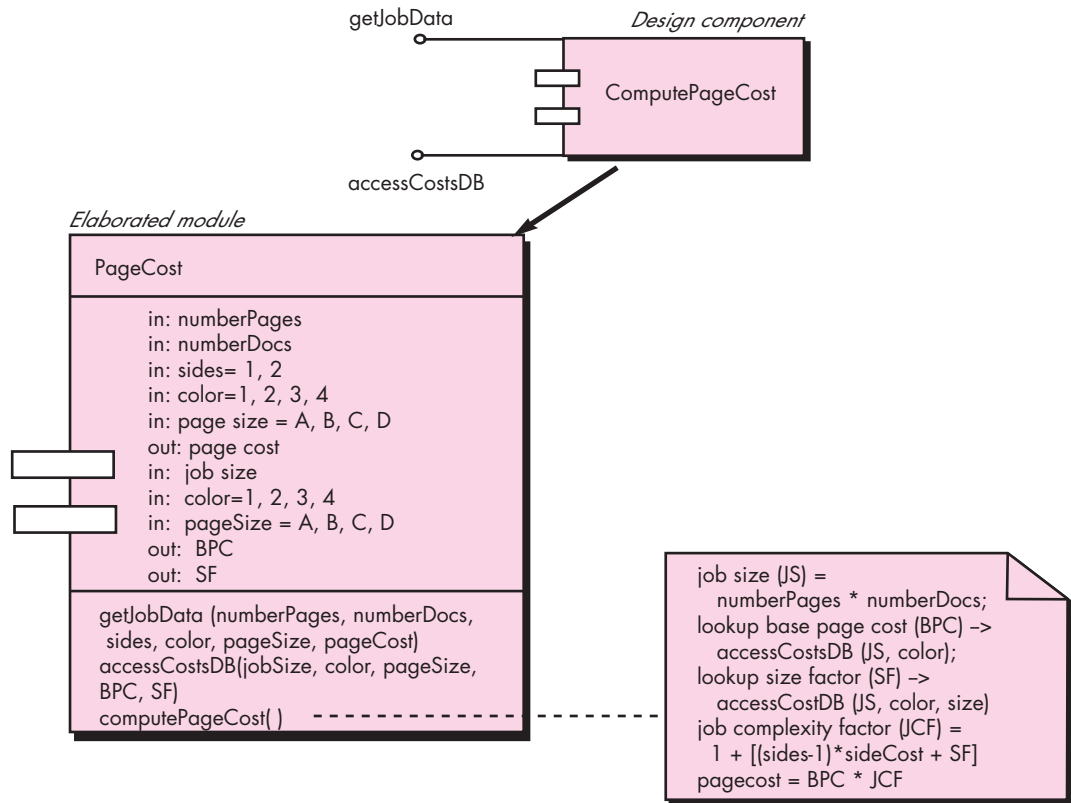 getJobData
Design component
ComputePageCost
accessCostsDB
Elaborated module
PageCost
in: numberPages
in: numberDocs
in: sides= 1, 2
in: color=1, 2, 3, 4
in: page size = A, B, C, D
out: page cost
in: job size
in: color=1, 2, 3, 4
in: pageSize = A, B, C, D
out: BPC
out: SF
getJobData (numberPages, numberDocs,
sides, color, pageSize, pageCost)
accessCostsDB(jobSize, color, pageSize,
BPC, SF)
computePageCost( )
job size (JS) =
numberPages * numberDocs;
lookup base page cost (BPC) –>
accessCostsDB (JS, color);
lookup size factor (SF) –>
accessCostDB (JS, color, size)
job complexity factor (JCF) =
1 + [(sides-1)*sideCost + SF]
pagecost = BPC * JCF